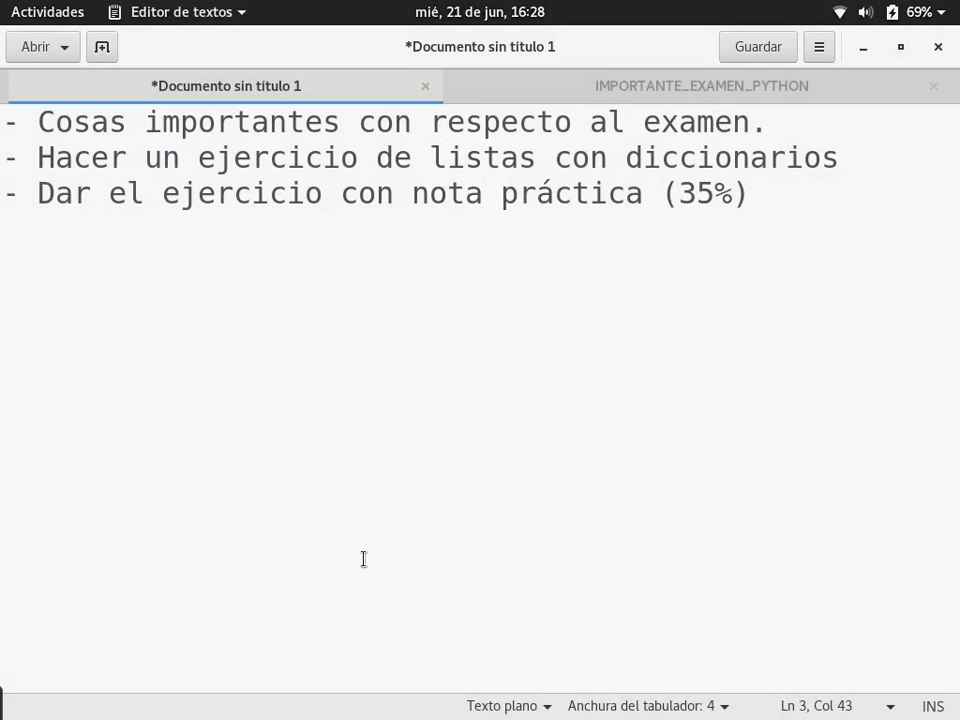 Actividades Editor de textos mié, 21 de jun, 16:28 69%
Abrir *Documento sin título 1 Guardar
*Documento sin título 1 IMPORTANTE_EXAMEN_PYTHON
- Cosas importantes con respecto al examen.
- Hacer un ejercicio de listas con diccionarios
- Dar el ejercicio con nota práctica (35%)
Texto plano Anchura del tabulador: 4 Ln 3, Col 43 INS